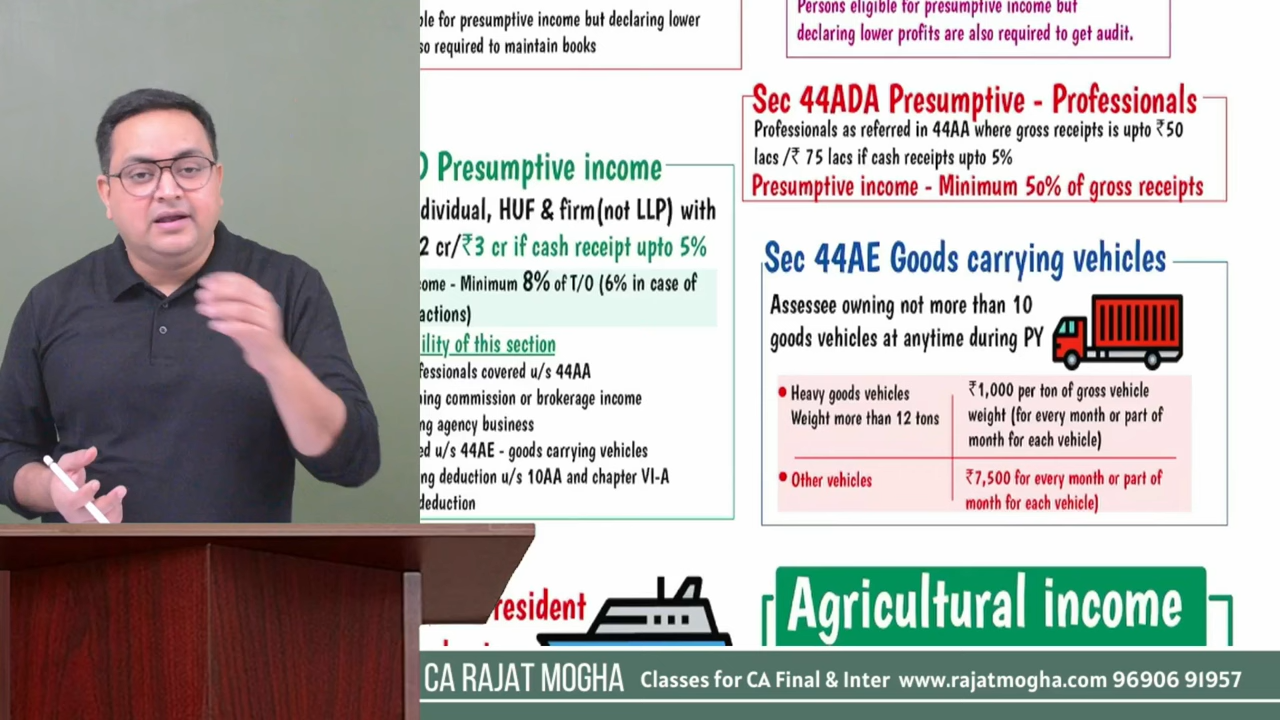 ble for presumptive income but declaring lower
so required to maintain books
Persons eligible for presumptive income but
declaring lower profits are also required to get audit.
Sec 44ADA Presumptive - Professionals
Professionals as referred in 44AA where gross receipts is upto ₹50
lacs /₹ 75 lacs if cash receipts upto 5%
Presumptive income - Minimum 50% of gross receipts
D Presumptive income
dividual, HUF & firm(not LLP) with
2 cr/₹3 cr if cash receipt upto 5%
come - Minimum 8% of T/O (6% in case of
actions)
ility of this section
fessionals covered u/s 44AA
ning commission or brokerage income
ng agency business
ed u/s 44AE - goods carrying vehicles
ng deduction u/s 10AA and chapter VI-A
deduction
Sec 44AE Goods carrying vehicles
Assessee owning not more than 10
goods vehicles at anytime during PY
Heavy goods vehicles
Weight more than 12 tons
₹1,000 per ton of gross vehicle
weight (for every month or part of
month for each vehicle)
Other vehicles
₹7,500 for every month or part of
month for each vehicle)
resident
Agricultural income
CA RAJAT MOGHA Classes for CA Final & Inter www.rajatmogha.com 96906 91957